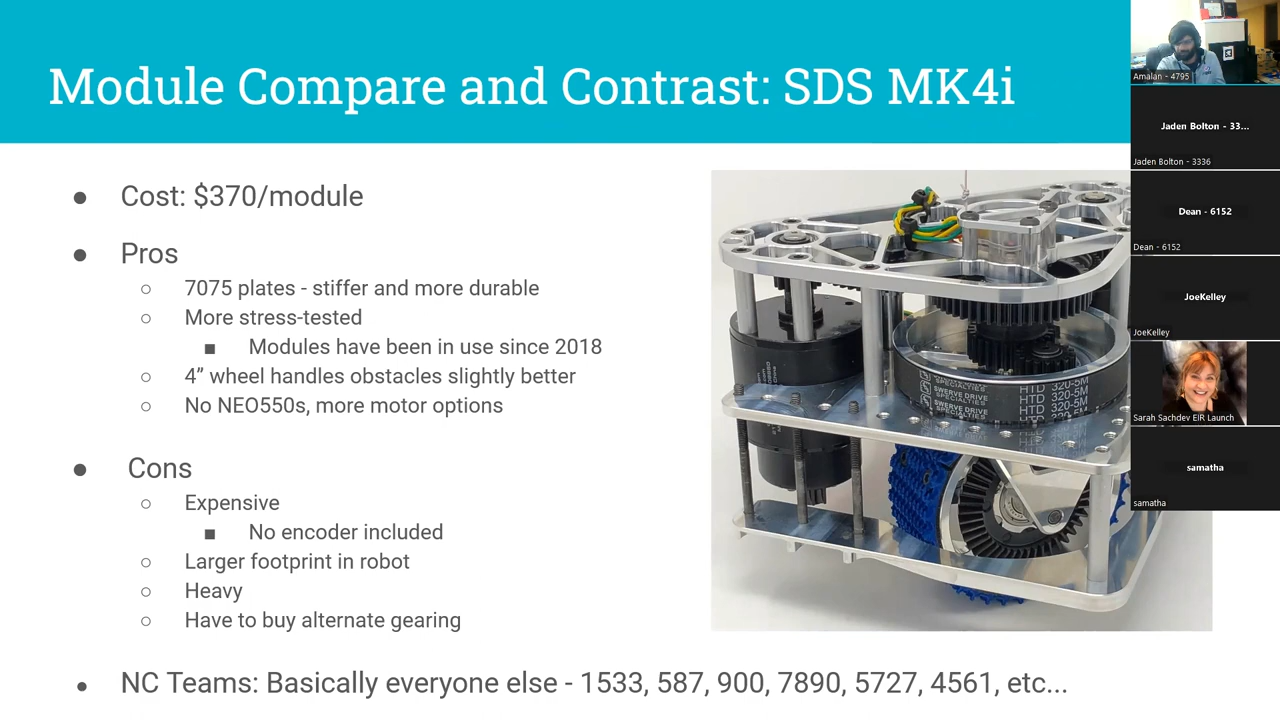 Module Compare and Contrast: SDS MK4i
● Cost: $370/module
● Pros
○ 7075 plates - stiffer and more durable
○ More stress-tested
■ Modules have been in use since 2018
○ 4” wheel handles obstacles slightly better
○ No NEO550s, more motor options
● Cons
○ Expensive
■ No encoder included
○ Larger footprint in robot
○ Heavy
○ Have to buy alternate gearing
● NC Teams: Basically everyone else - 1533, 587, 900, 7890, 5727, 4561, etc...
SWERVE DRIVE
SPECIALTIES
HTD 320-5M
HTD 320-5M
HTD 320-5M
Amalan - 4795
Jaden Bolton - 33...
Jaden Bolton - 3336
Dean - 6152
Dean - 6152
JoeKelley
JoeKelley
Sarah Sachdev EIR Launch
samatha
samatha